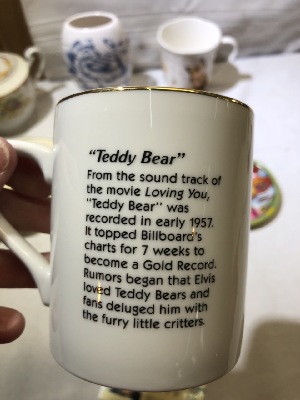 "Teddy Bear"
From the sound track of
the movie Loving You,
"Teddy Bear" was
recorded in early 1957.
It topped Billboard's
charts for 7 weeks to
become a Gold Record.
Rumors began that Elvis
loved Teddy Bears and
fans deluged him with
the furry little critters.